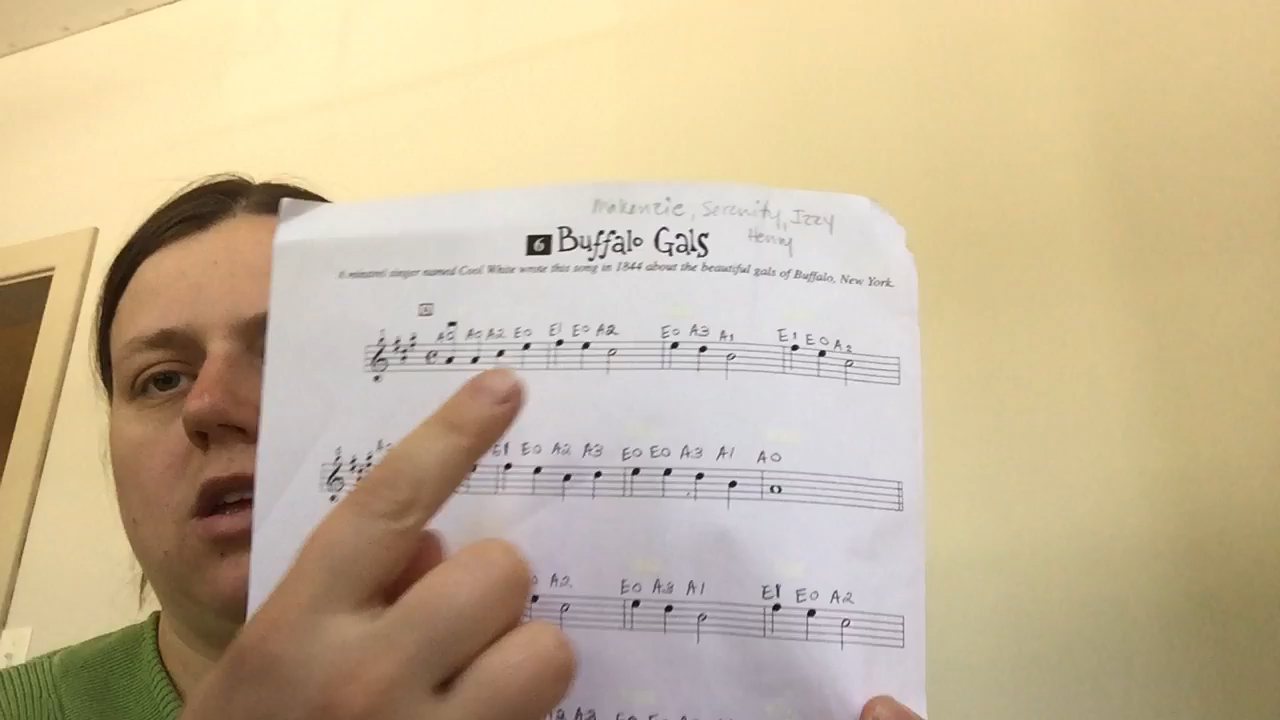 Makenzie, Serenity, Izzy
Henry
6 Buffalo Gals
A minstrel singer named Cool White wrote this song in 1844 about the beautiful gals of Buffalo, New York.
A
A0 A0 A2 E0 E1 E0 A2 E0 A3 A1 E1 E0 A2
E1 E0 A2 A3 E0 E0 A3 A1 A0
A2 E0 A3 A1 E1 E0 A2